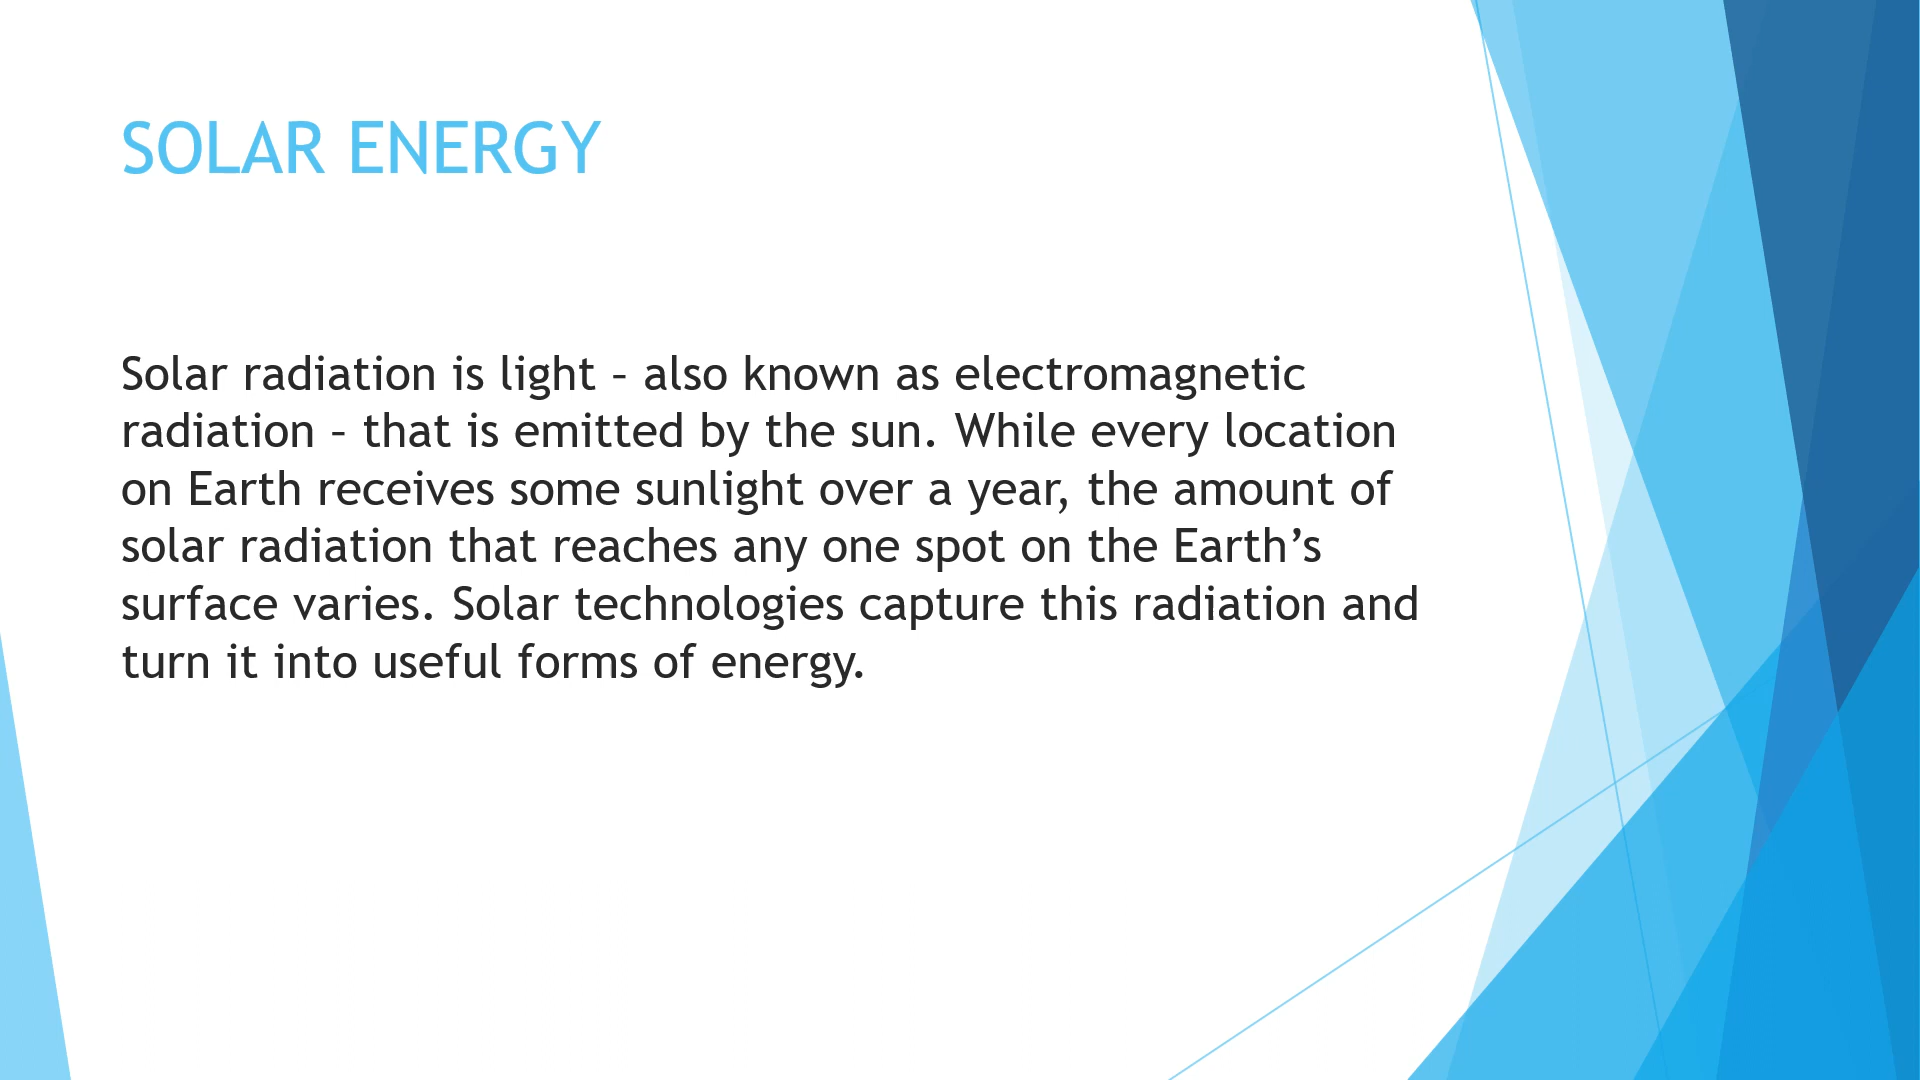 SOLAR ENERGY
Solar radiation is light – also known as electromagnetic
radiation – that is emitted by the sun. While every location
on Earth receives some sunlight over a year, the amount of
solar radiation that reaches any one spot on the Earth’s
surface varies. Solar technologies capture this radiation and
turn it into useful forms of energy.